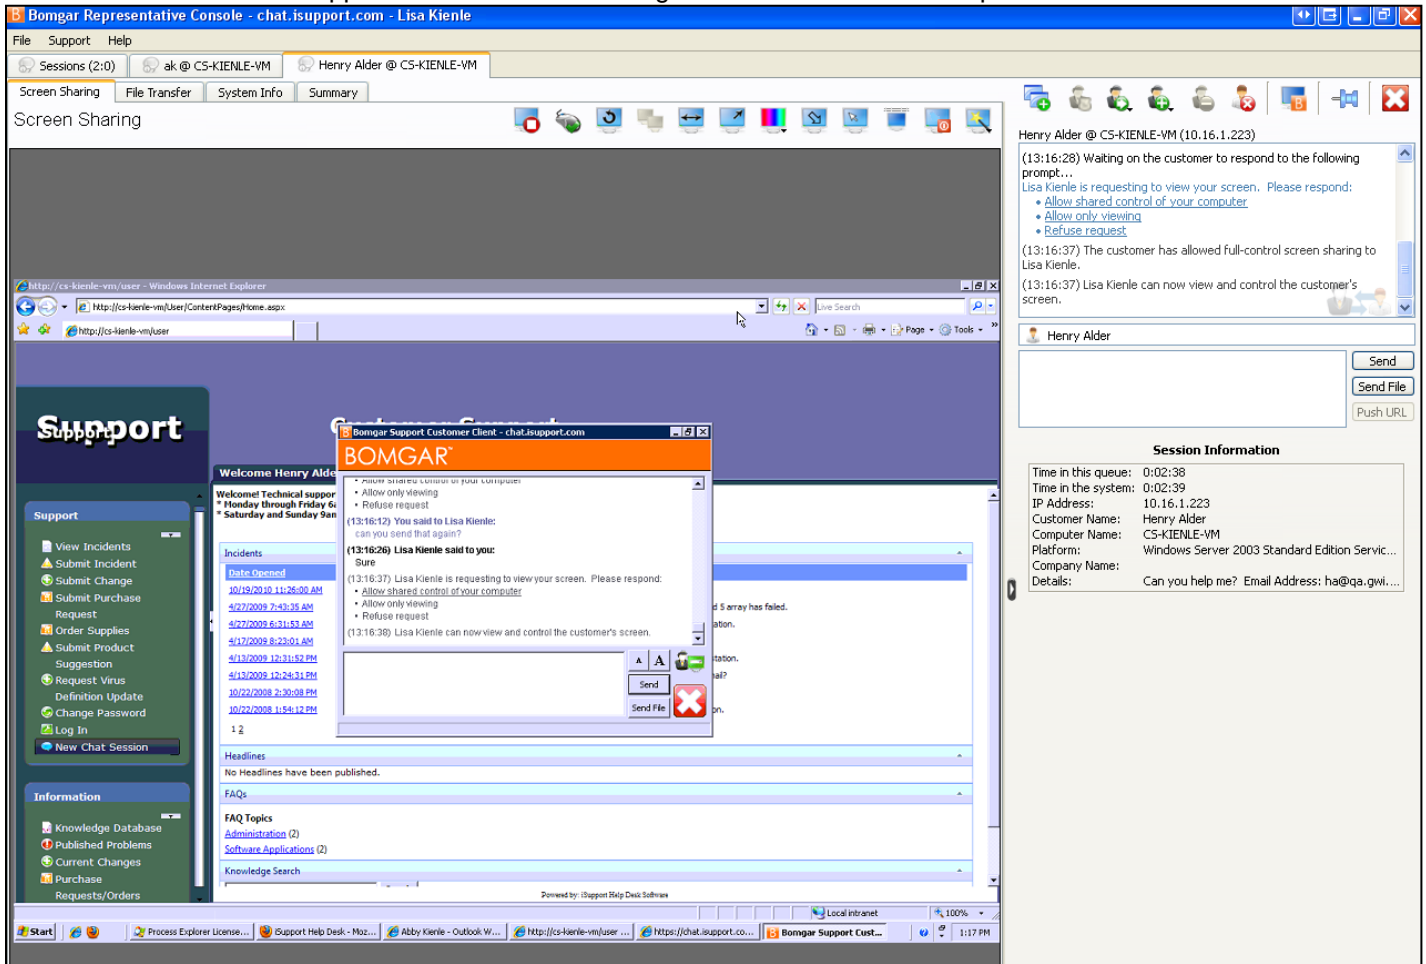 Bomgar Representative Console - chat.isupport.com - Lisa Kienle
File Support Help
Sessions (2:0) ak @ CS-KIENLE-VM Henry Alder @ CS-KIENLE-VM
Screen Sharing File Transfer System Info Summary
Screen Sharing
http://cs-kienle-vm/user - Windows Internet Explorer
http://cs-kienle-vm/User/ContentPages/Home.aspx
Live Search
http://cs-kienle-vm/user
Page Tools
Support
Welcome Henry Alde
Welcome! Technical suppor
* Monday through Friday 6a
* Saturday and Sunday 9am
Support
View Incidents
Submit Incident
Submit Change
Submit Purchase
Request
Order Supplies
Submit Product
Suggestion
Request Virus
Definition Update
Change Password
Log In
New Chat Session
Information
Knowledge Database
Published Problems
Current Changes
Purchase
Requests/Orders
Incidents
Date Opened
10/19/2010 11:26:00 AM
4/27/2009 7:43:35 AM
d 5 array has failed.
4/27/2009 6:31:53 AM
ation.
4/17/2009 8:23:01 AM
4/13/2009 12:31:52 PM
tation.
4/13/2009 12:24:31 PM
ail?
10/22/2008 2:30:08 PM
10/22/2008 1:54:12 PM
on.
1 2
Headlines
No Headlines have been published.
FAQs
FAQ Topics
Administration (2)
Software Applications (2)
Knowledge Search
Powered by: iSupport Help Desk Software
Local intranet 100%
Bomgar Support Customer Client - chat.isupport.com
BOMGAR™
• Allow shared control of your computer
• Allow only viewing
• Refuse request
(13:16:12) You said to Lisa Kienle:
can you send that again?
(13:16:26) Lisa Kienle said to you:
Sure
(13:16:37) Lisa Kienle is requesting to view your screen. Please respond:
• Allow shared control of your computer
• Allow only viewing
• Refuse request
(13:16:38) Lisa Kienle can now view and control the customer's screen.
A A
Send
Send File
Start Process Explorer License... iSupport Help Desk - Moz... Abby Kienle - Outlook W... http://cs-kienle-vm/user ... https://chat.isupport.co... Bomgar Support Cust... 1:17 PM
Henry Alder @ CS-KIENLE-VM (10.16.1.223)
(13:16:28) Waiting on the customer to respond to the following
prompt...
Lisa Kienle is requesting to view your screen. Please respond:
• Allow shared control of your computer
• Allow only viewing
• Refuse request
(13:16:37) The customer has allowed full-control screen sharing to
Lisa Kienle.
(13:16:37) Lisa Kienle can now view and control the customer's
screen.
Henry Alder
Send
Send File
Push URL
Session Information
Time in this queue: 0:02:38
Time in the system: 0:02:39
IP Address: 10.16.1.223
Customer Name: Henry Alder
Computer Name: CS-KIENLE-VM
Platform: Windows Server 2003 Standard Edition Servic...
Company Name:
Details: Can you help me? Email Address: ha@qa.gwi....